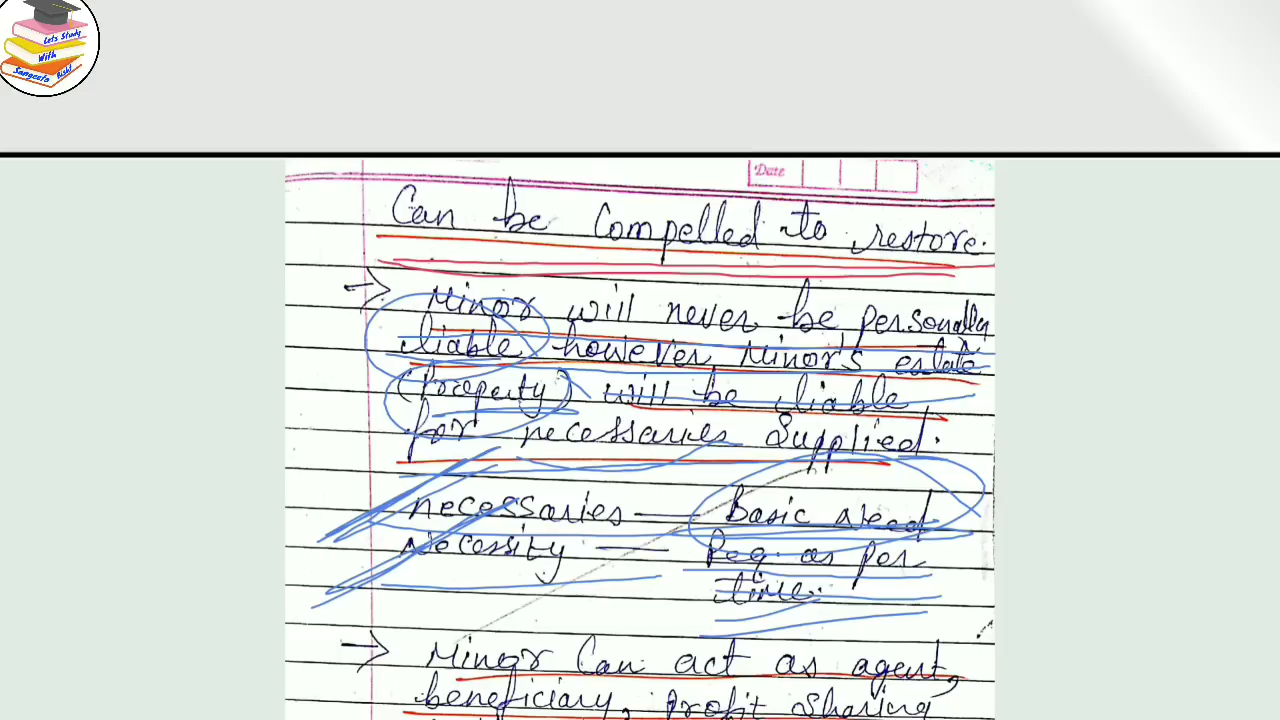 Lets Study
With
Sangeeta Bisht
Date
Can be compelled to restore.
→ Minor will never be personally
liable however, Minor's estate
(Property) will be liable
for necessaries supplied.
necessaries — Basic need
Necessity — Req. as per
time.
→ Minor Can act as agent,
beneficiary, profit sharing